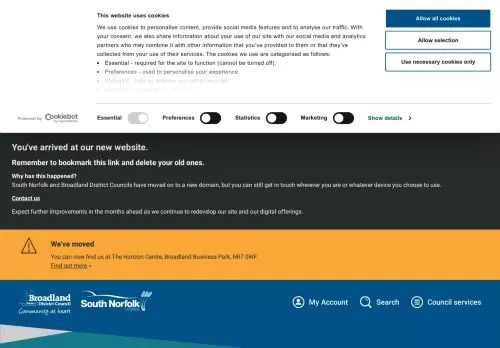 This website uses cookies
We use cookies to personalise content, provide social media features and to analyse our traffic. With
your consent, we also share information about your use of our site with our social media and analytics
partners who may combine it with other information that you've provided to them or that they've
collected from your use of their services. The cookies we use are categorised as follows:
• Essential - required for the site to function (cannot be turned off).
• Preferences - used to personalise your experience.
Allow all cookies
Allow selection
Use necessary cookies only
Powered by Cookiebot
Essential
Preferences
Statistics
Marketing
Show details
You've arrived at our new website.
Remember to bookmark this link and delete your old ones.
Why has this happened?
South Norfolk and Broadland District Councils have moved on to a new domain, but you can still get in touch wherever you are or whatever device you choose to use.
Contact us
Expect further improvements in the months ahead as we continue to redevelop our site and our digital offerings.
We've moved
You can now find us at The Horizon Centre, Broadland Business Park, NR7 0WF.
Find out more »
Broadland
District Council
Community at heart
South Norfolk
COUNCIL
My Account
Search
Council services